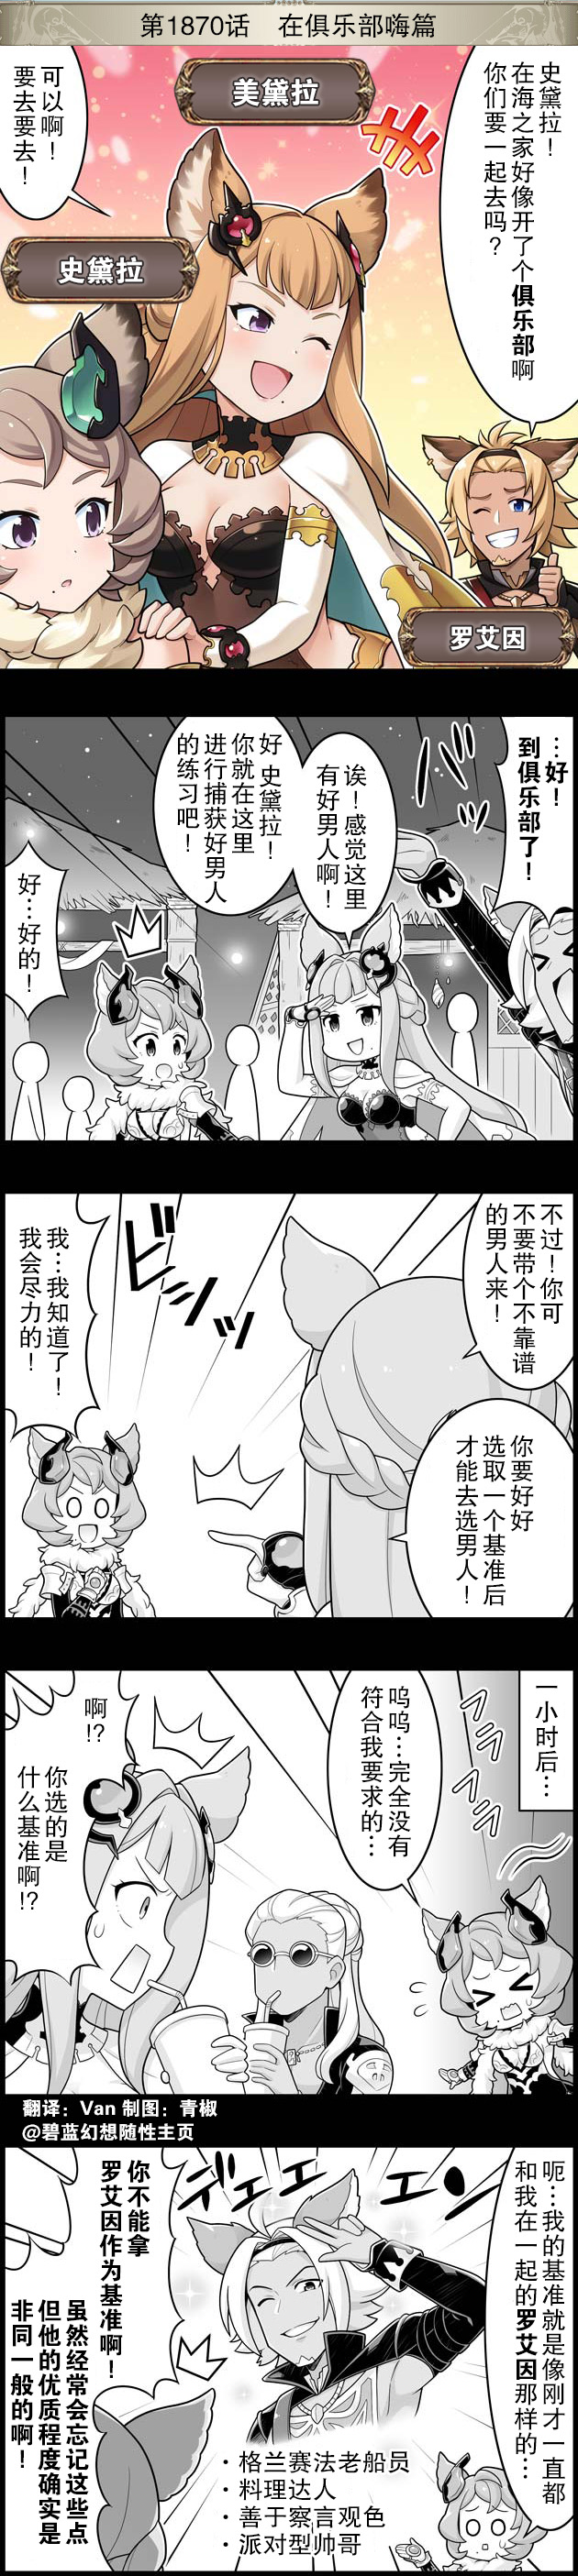 第1870话　在俱乐部嗨篇
史黛拉！
在海之家好像开了个俱乐部啊
你们要一起去吗？
美黛拉
可以啊！
要去要去！
史黛拉
罗艾因
…好！
到俱乐部了！
诶！感觉这里
有好男人啊！
好 史黛拉！
你就在这里
进行捕获好男人
的练习吧！
好…好的！
不过！你可
不要带个不靠谱
的男人来！
你要好好
选取一个基准后
才能去选男人！
ビシッ
我…我知道了！
我会尽力的！
一小时后…
フラ
フラ
呜呜…完全没有
符合我要求的…
啊!?
你选的是
什么基准啊!?
翻译：Van 制图：青椒
@碧蓝幻想随性主页
呃…我的基准就是像刚才一直都
和我在一起的罗艾因那样的…
デェェェーン
・格兰赛法老船员
・料理达人
・善于察言观色
・派对型帅哥
你不能拿
罗艾因作为基准啊！
虽然经常会忘记这些点
但他的优质程度确实是
非同一般的啊！